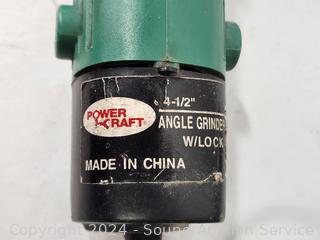 POWER
CRAFT
4-1/2"
ANGLE GRINDER
W/LOCK
MADE IN CHINA
Copyright 2024 - Sound Auction Service